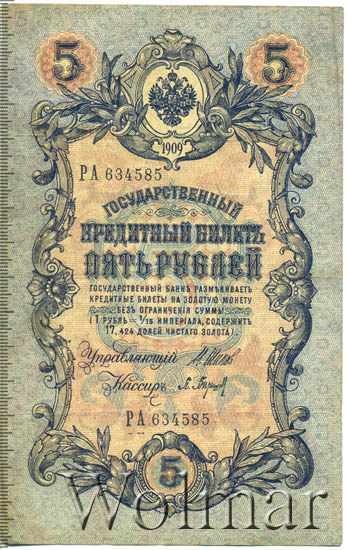 5 5
1909
РА 634585
ГОСУДАРСТВЕННЫЙ
КРЕДИТНЫЙ БИЛЕТЪ
ПЯТЬ РУБЛЕЙ
ГОСУДАРСТВЕННЫЙ БАНКЪ РАЗМѢНИВАЕТЪ
КРЕДИТНЫЕ БИЛЕТЫ НА ЗОЛОТУЮ МОНЕТУ
БЕЗЪ ОГРАНИЧЕНІЯ СУММЫ
(1 РУБЛЬ = 1/15 ИМПЕРІАЛА, СОДЕРЖИТЪ
17,424 ДОЛЕЙ ЧИСТАГО ЗОЛОТА).
Управляющій
Кассиръ
РА 634585
5
Wolmar